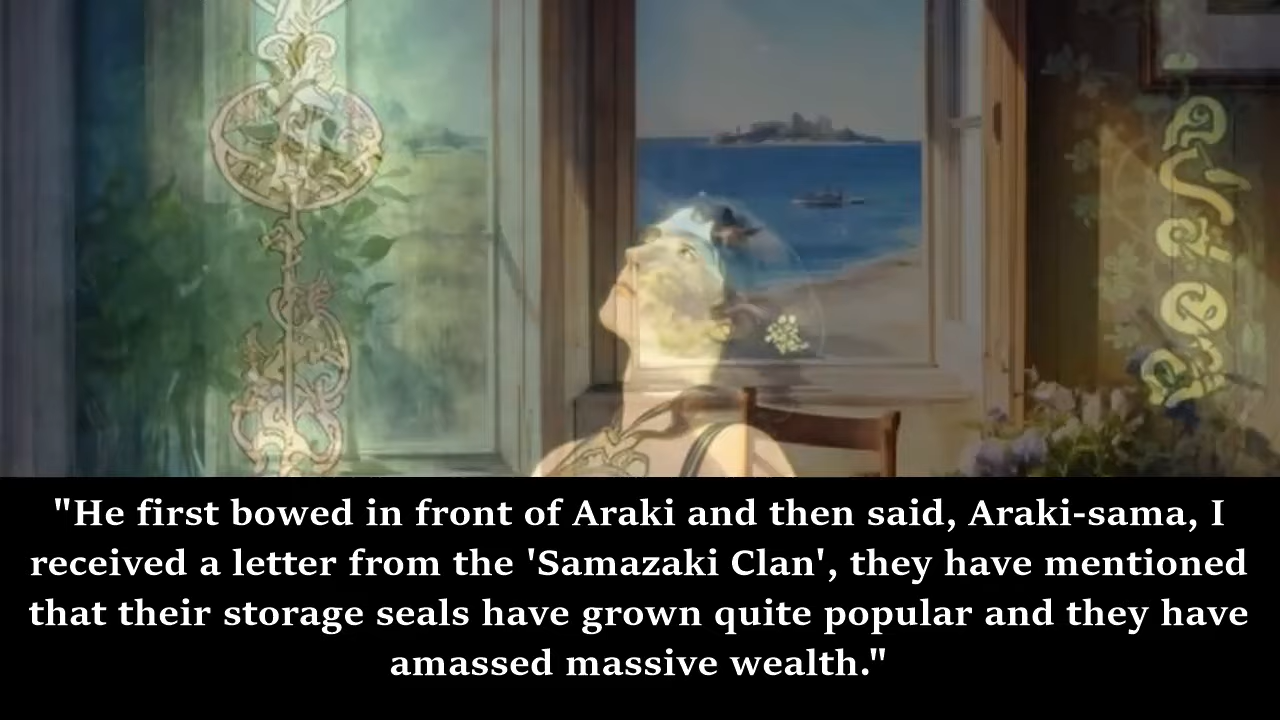 "He first bowed in front of Araki and then said, Araki-sama, I
received a letter from the 'Samazaki Clan', they have mentioned
that their storage seals have grown quite popular and they have
amassed massive wealth."